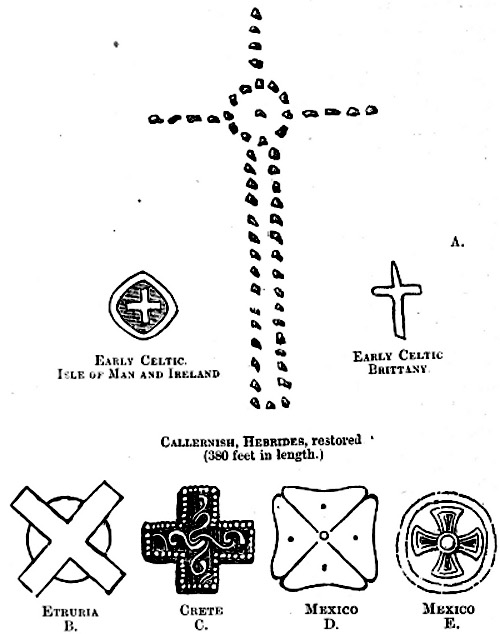 A.
EARLY CELTIC.
ISLE OF MAN AND IRELAND
EARLY CELTIC
BRITTANY
CALLERNISH, HEBRIDES, restored
(380 feet in length.)
ETRURIA
B.
CRETE
C.
MEXICO
D.
MEXICO
E.